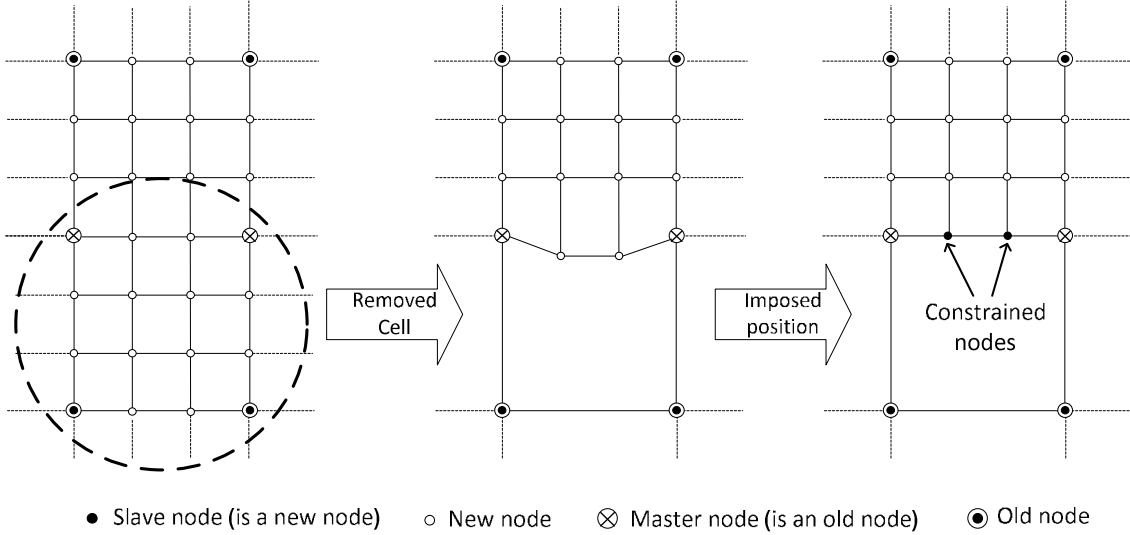 Removed
Cell
Imposed
position
Constrained
nodes
Slave node (is a new node) New node Master node (is an old node) Old node